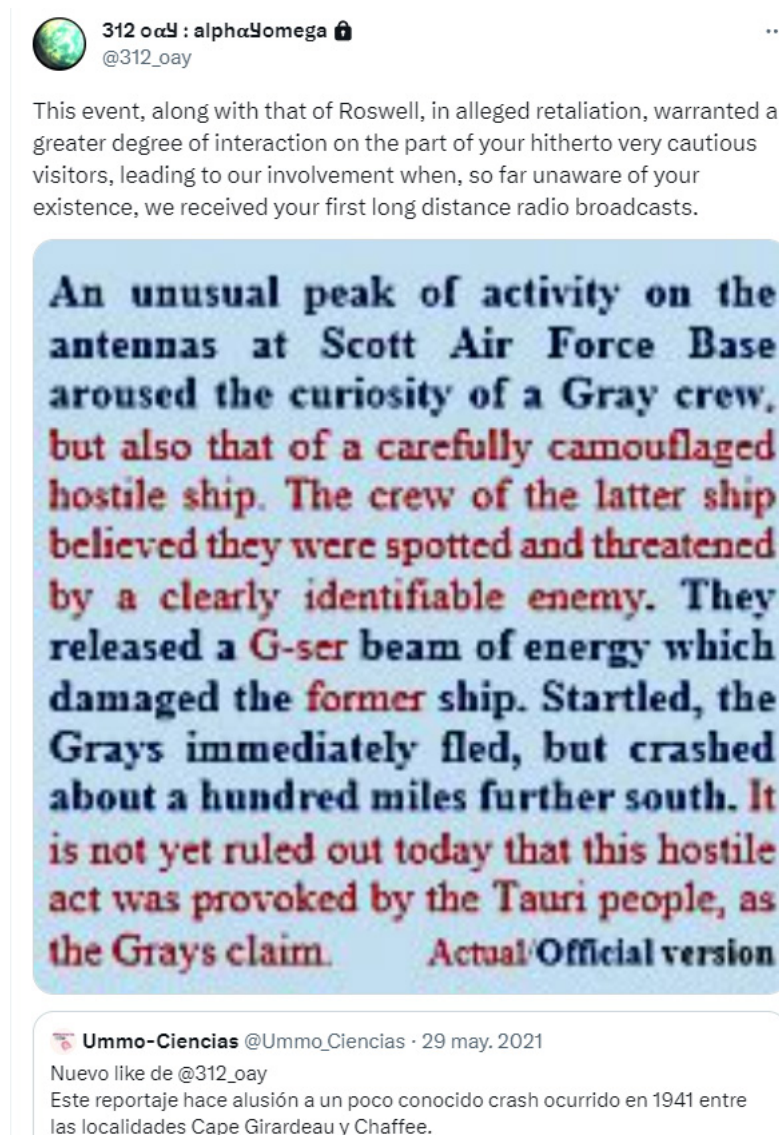 312 oαყ : alphαყomega
@312_oay
This event, along with that of Roswell, in alleged retaliation, warranted a
greater degree of interaction on the part of your hitherto very cautious
visitors, leading to our involvement when, so far unaware of your
existence, we received your first long distance radio broadcasts.
An unusual peak of activity on the
antennas at Scott Air Force Base
aroused the curiosity of a Gray crew,
but also that of a carefully camouflaged
hostile ship. The crew of the latter ship
believed they were spotted and threatened
by a clearly identifiable enemy. They
released a G-ser beam of energy which
damaged the former ship. Startled, the
Grays immediately fled, but crashed
about a hundred miles further south. It
is not yet ruled out today that this hostile
act was provoked by the Tauri people, as
the Grays claim. Actual/Official version
Ummo-Ciencias @Ummo_Ciencias · 29 may. 2021
Nuevo like de @312_oay
Este reportaje hace alusión a un poco conocido crash ocurrido en 1941 entre
las localidades Cape Girardeau y Chaffee.